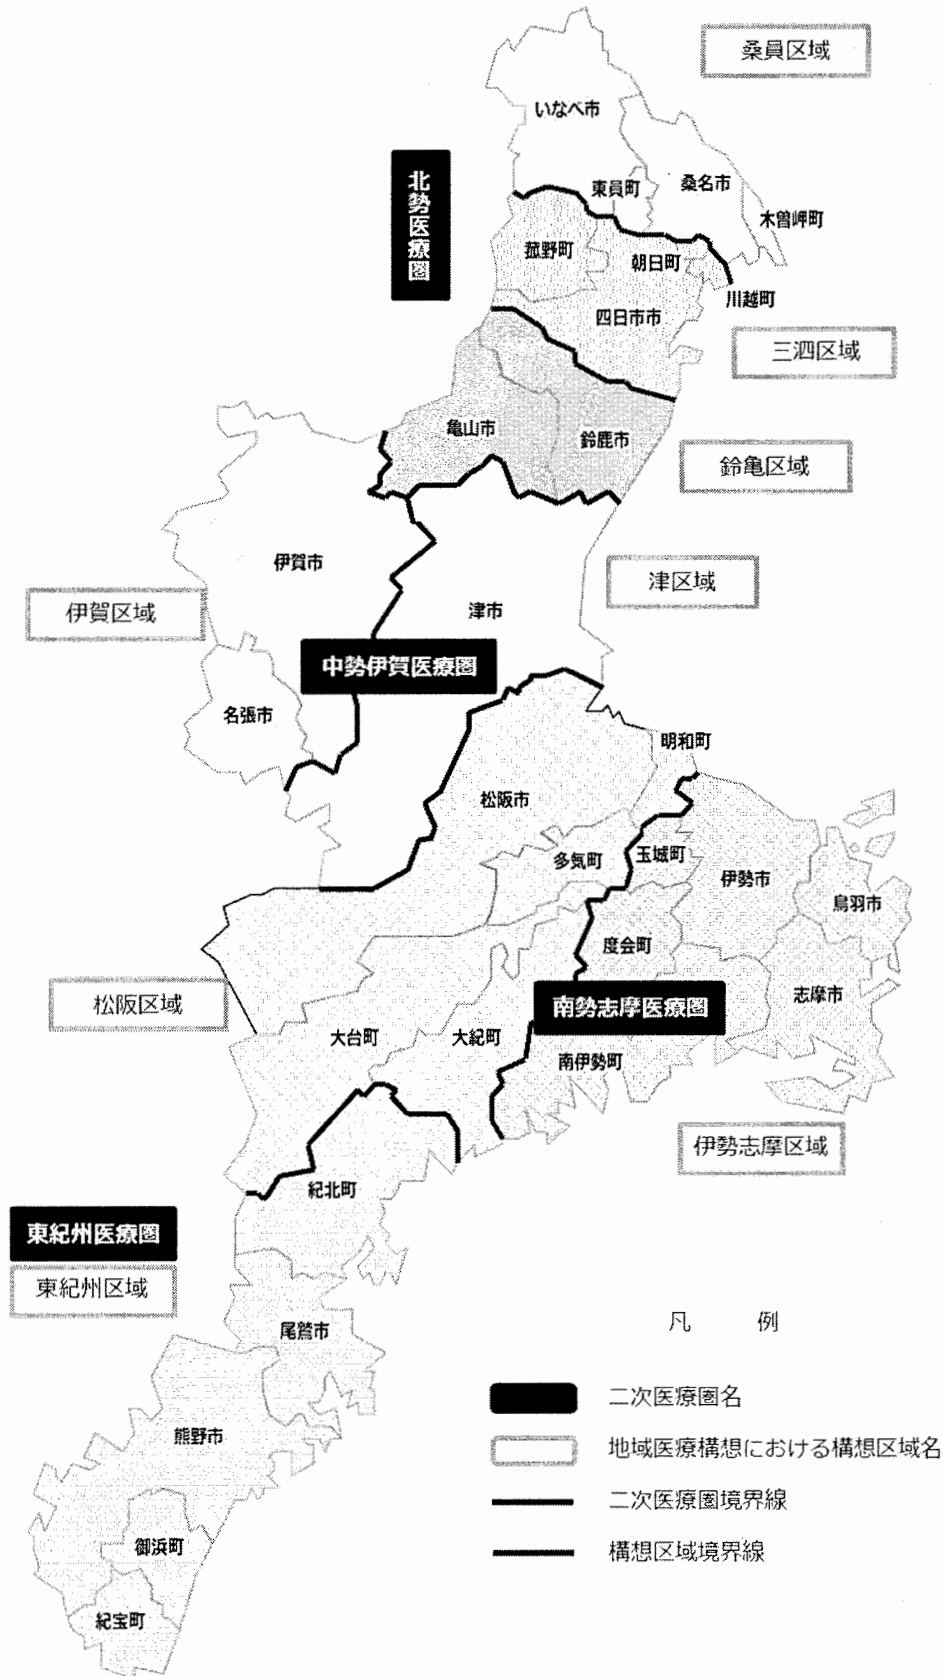 桑員区域
いなべ市
東員町
桑名市
木曽岬町
北勢医療圏
菰野町
朝日町
川越町
四日市市
三泗区域
亀山市
鈴鹿市
鈴亀区域
伊賀市
津区域
伊賀区域
津市
中勢伊賀医療圏
名張市
明和町
松阪市
多気町
玉城町
伊勢市
鳥羽市
度会町
松阪区域
南勢志摩医療圏
志摩市
大台町
大紀町
南伊勢町
伊勢志摩区域
紀北町
東紀州医療圏
東紀州区域
尾鷲市
熊野市
御浜町
紀宝町
凡 例
二次医療圏名
地域医療構想における構想区域名
二次医療圏境界線
構想区域境界線